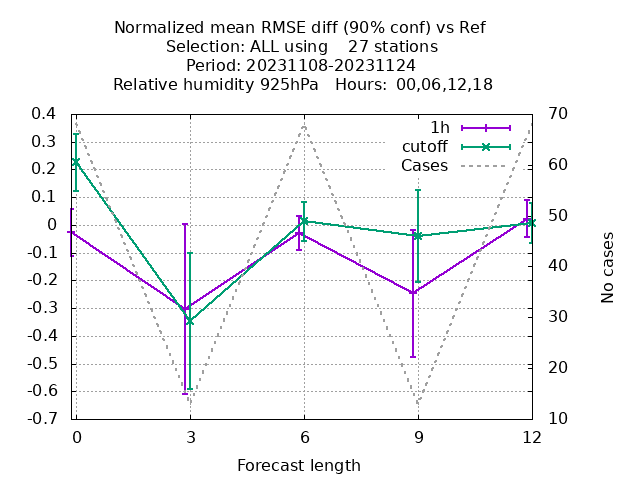 Normalized mean RMSE diff (90% conf) vs Ref
Selection: ALL using    27 stations
Period: 20231108-20231124
Relative humidity 925hPa   Hours: 00,06,12,18
1h
cutoff
Cases
0.4
0.3
0.2
0.1
0
-0.1
-0.2
-0.3
-0.4
-0.5
-0.6
-0.7
70
60
50
40
30
20
10
No cases
0 3 6 9 12
Forecast length